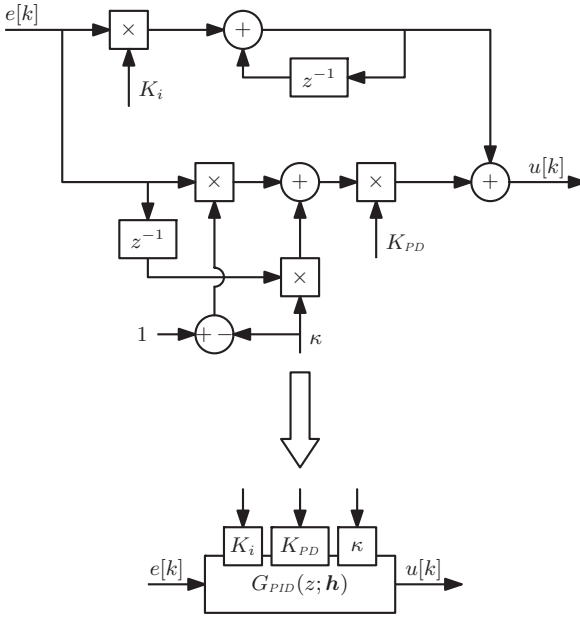 e[k]
×
+
z⁻¹
K_i
×
+
×
+
u[k]
z⁻¹
K_PD
×
1
+ −
κ
K_i
K_PD
κ
e[k]
G_PID(z; h)
u[k]